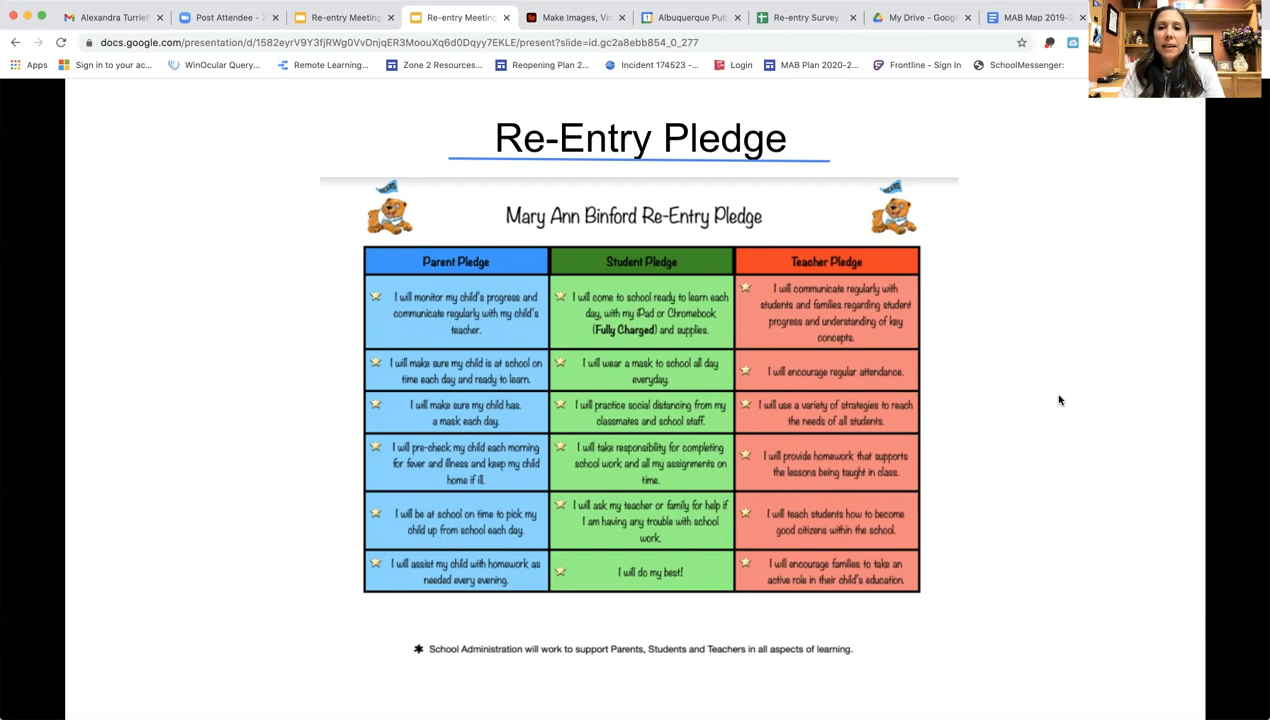 Alexandra Turriet
Post Attendee - Z
Re-entry Meeting
Re-entry Meeting
Make Images, Vi
Albuquerque Pub
Re-entry Survey
My Drive - Googl
MAB Map 2019-2
docs.google.com/presentation/d/1582eyrV9Y3fjRWg0VvDnjqER3MoouXq6d0Dqyy7EKLE/present?slide=id.gc2a8ebb854_0_277
Apps
Sign in to your ac...
WinOcular Query...
Remote Learning...
Zone 2 Resources...
Reopening Plan 2...
Incident 174523 -...
Login
MAB Plan 2020-2...
Frontline - Sign In
SchoolMessenger:
Re-Entry Pledge
BEARS
BEARS
Mary Ann Binford Re-Entry Pledge
Parent Pledge
Student Pledge
Teacher Pledge
I will monitor my child's progress and
communicate regularly with my child's
teacher.
I will come to school ready to learn each
day, with my iPad or Chromebook
(Fully Charged) and supplies.
I will communicate regularly with
students and families regarding student
progress and understanding of key
concepts.
I will make sure my child is at school on
time each day and ready to learn.
I will wear a mask to school all day
everyday.
I will encourage regular attendance.
I will make sure my child has.
a mask each day.
I will practice social distancing from my
classmates and school staff.
I will use a variety of strategies to reach
the needs of all students.
I will pre-check my child each morning
for fever and illness and keep my child
home if ill.
I will take responsibility for completing
school work and all my assignments on
time.
I will provide homework that supports
the lessons being taught in class.
I will be at school on time to pick my
child up from school each day.
I will ask my teacher or family for help if
I am having any trouble with school
work.
I will teach students how to become
good citizens within the school.
I will assist my child with homework as
needed every evening.
I will do my best!
I will encourage families to take an
active role in their child's education.
✱ School Administration will work to support Parents, Students and Teachers in all aspects of learning.